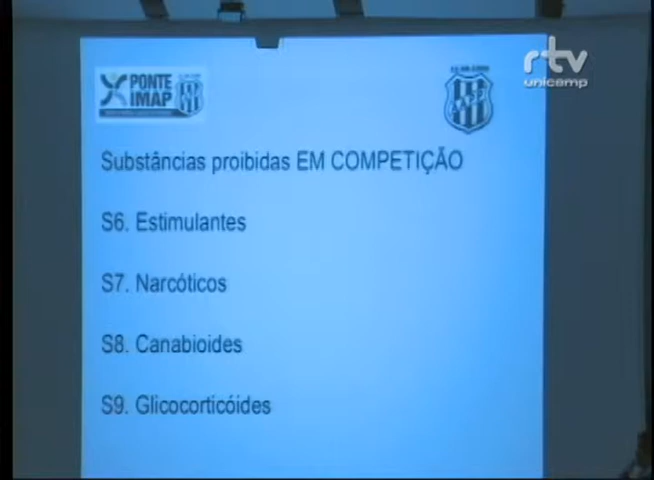 rtv
unicamp
PONTE
IMAP
Substâncias proibidas EM COMPETIÇÃO
S6. Estimulantes
S7. Narcóticos
S8. Canabioides
S9. Glicocorticóides